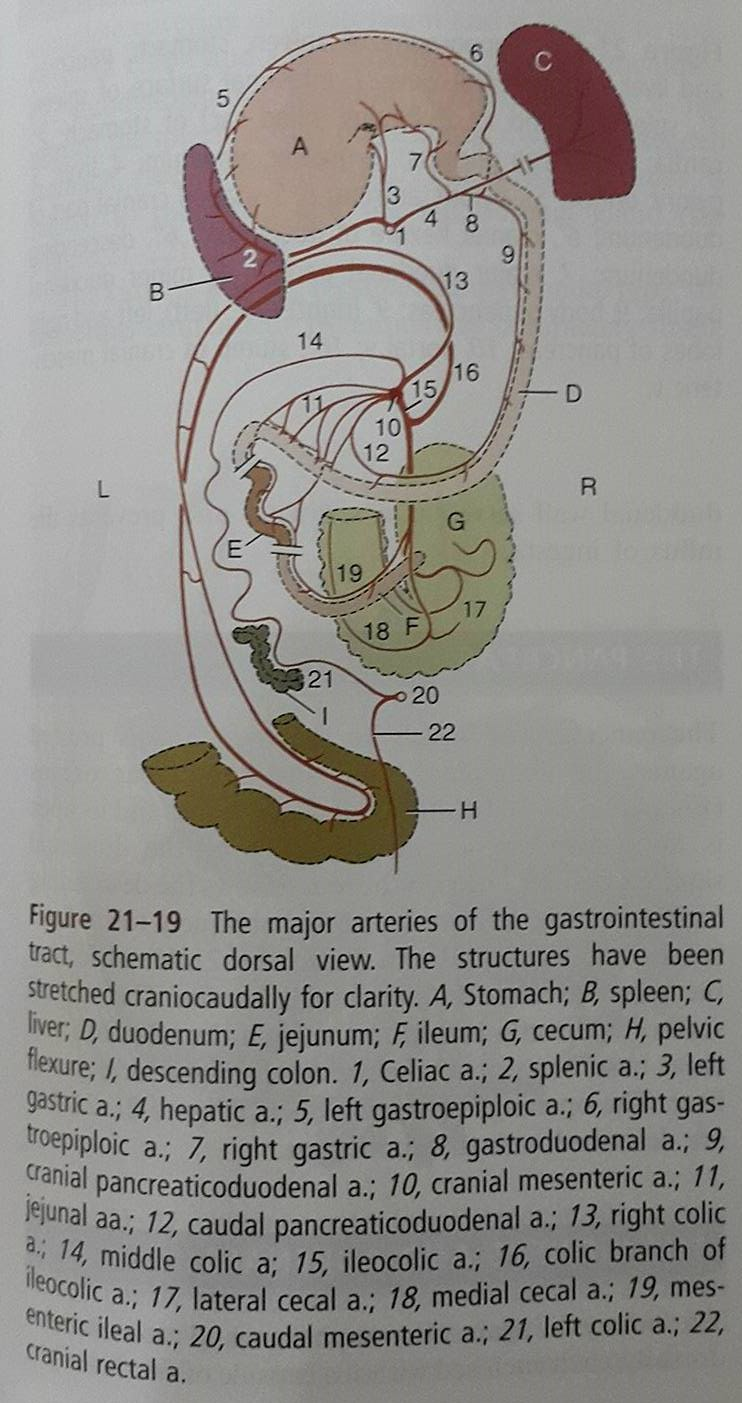 6
C
5
A
7
3
1
4
8
2
9
B
13
14
16
15
11
D
10
12
L
R
G
E
19
17
18 F
21
20
I
22
H
Figure 21–19 The major arteries of the gastrointestinal
tract, schematic dorsal view. The structures have been
stretched craniocaudally for clarity. A, Stomach; B, spleen; C,
liver; D, duodenum; E, jejunum; F, ileum; G, cecum; H, pelvic
flexure; I, descending colon. 1, Celiac a.; 2, splenic a.; 3, left
gastric a.; 4, hepatic a.; 5, left gastroepiploic a.; 6, right gas-
troepiploic a.; 7, right gastric a.; 8, gastroduodenal a.; 9,
cranial pancreaticoduodenal a.; 10, cranial mesenteric a.; 11,
jejunal aa.; 12, caudal pancreaticoduodenal a.; 13, right colic
a.; 14, middle colic a; 15, ileocolic a.; 16, colic branch of
ileocolic a.; 17, lateral cecal a.; 18, medial cecal a.; 19, mes-
enteric ileal a.; 20, caudal mesenteric a.; 21, left colic a.; 22,
cranial rectal a.